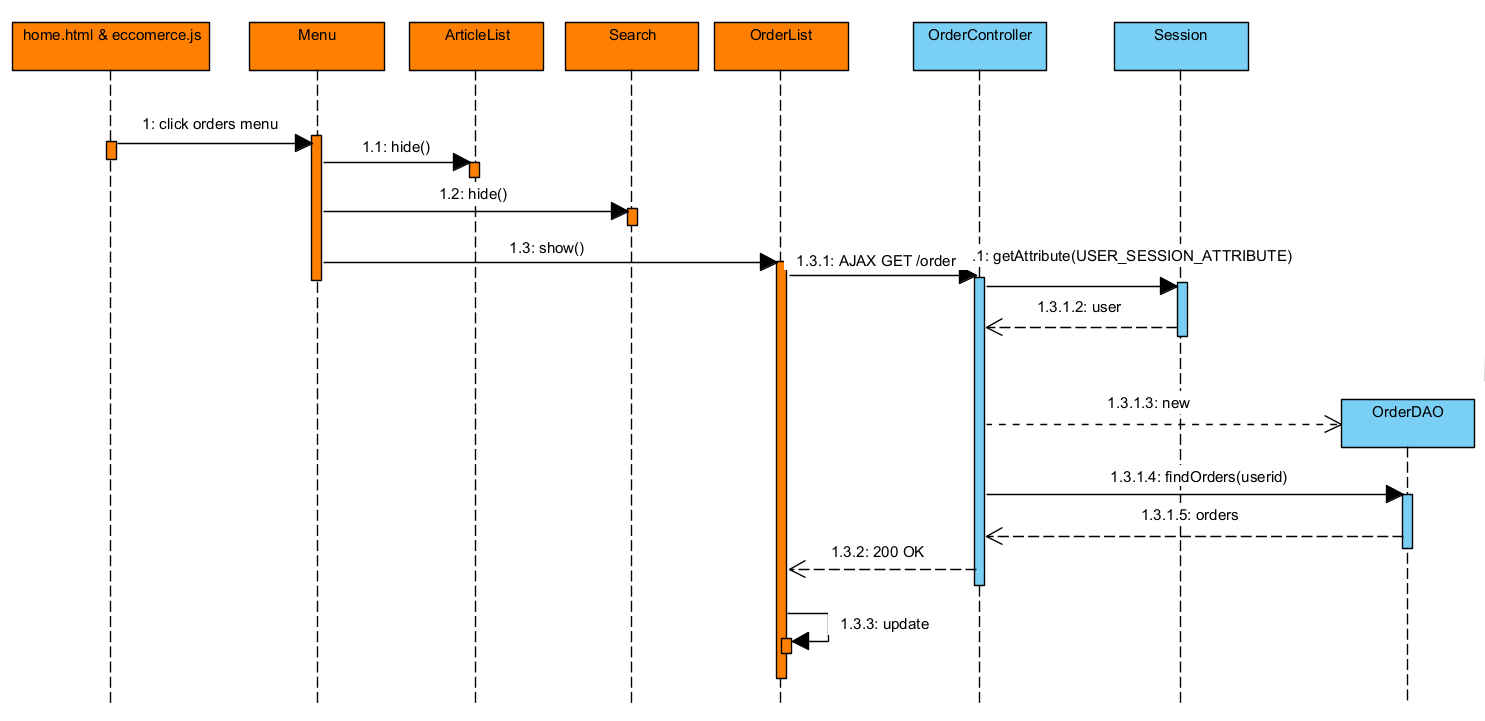 home.html & eccomerce.js
Menu
ArticleList
Search
OrderList
OrderController
Session
1: click orders menu
1.1: hide()
1.2: hide()
1.3: show()
1.3.1: AJAX GET /order
.1: getAttribute(USER_SESSION_ATTRIBUTE)
1.3.1.2: user
1.3.1.3: new
OrderDAO
1.3.1.4: findOrders(userid)
1.3.1.5: orders
1.3.2: 200 OK
1.3.3: update